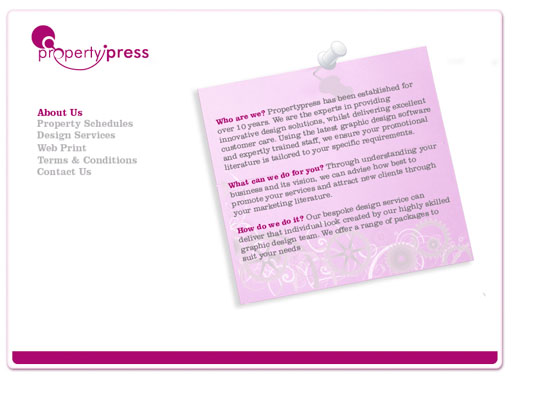 propertypress
About Us
Property Schedules
Design Services
Web Print
Terms & Conditions
Contact Us
Who are we? Propertypress has been established for
over 10 years. We are the experts in providing
innovative design solutions, whilst delivering excellent
customer care. Using the latest graphic design software
and expertly trained staff, we ensure your promotional
literature is tailored to your specific requirements.
What can we do for you? Through understanding your
business and its vision, we can advise how best to
promote your services and attract new clients through
your marketing literature.
How do we do it? Our bespoke design service can
deliver that individual look created by our highly skilled
graphic design team. We offer a range of packages to
suit your needs